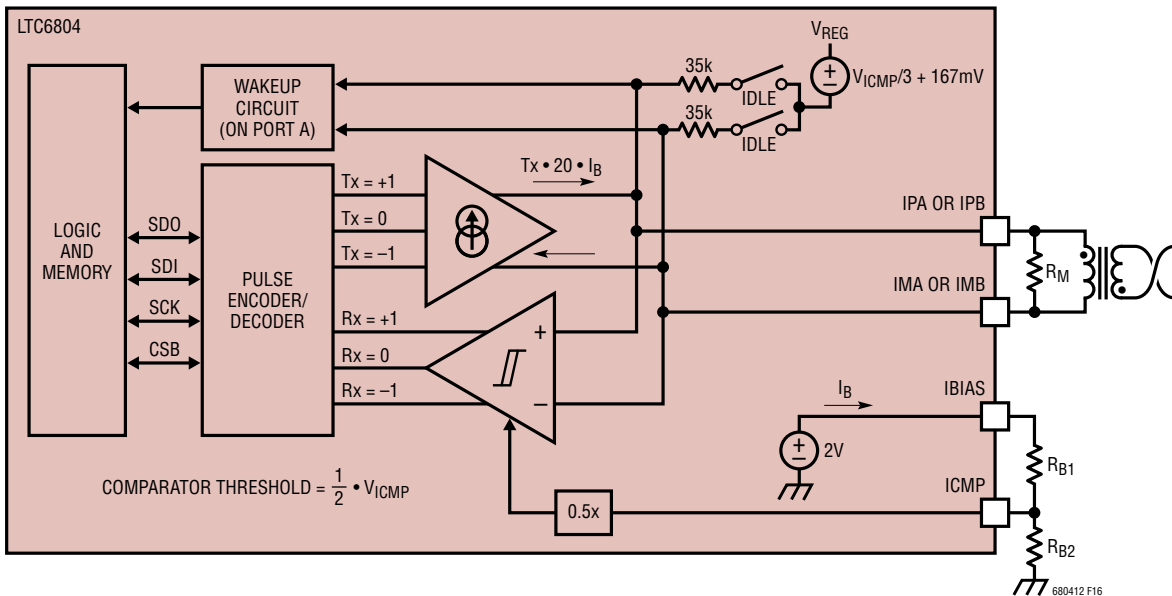 LTC6804
VREG
VICMP/3 + 167mV
35k
IDLE
35k
IDLE
WAKEUP
CIRCUIT
(ON PORT A)
LOGIC
AND
MEMORY
SDO
SDI
SCK
CSB
PULSE
ENCODER/
DECODER
Tx = +1
Tx = 0
Tx = –1
Tx • 20 • IB
Rx = +1
Rx = 0
Rx = –1
+
–
IPA OR IPB
IMA OR IMB
RM
IBIAS
IB
+
–
2V
ICMP
RB1
RB2
0.5x
COMPARATOR THRESHOLD = 1/2 • VICMP
+
–
680412 F16